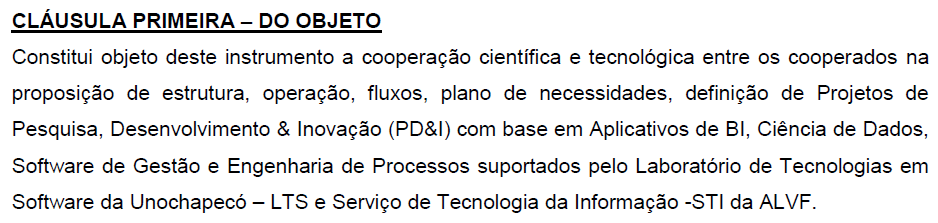 CLÁUSULA PRIMEIRA – DO OBJETO
Constitui objeto deste instrumento a cooperação científica e tecnológica entre os cooperados na
proposição de estrutura, operação, fluxos, plano de necessidades, definição de Projetos de
Pesquisa, Desenvolvimento & Inovação (PD&I) com base em Aplicativos de BI, Ciência de Dados,
Software de Gestão e Engenharia de Processos suportados pelo Laboratório de Tecnologias em
Software da Unochapecó – LTS e Serviço de Tecnologia da Informação -STI da ALVF.